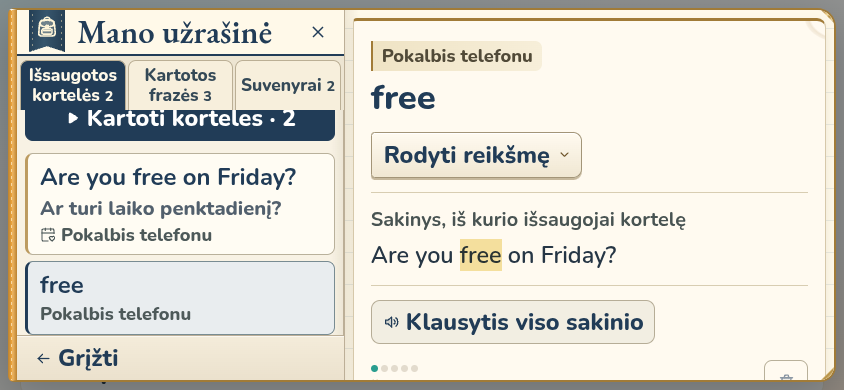 Mano užrašinė
Išsaugotos
kortelės 2
Kartotos
frazės 3
Suvenyrai 2
Kartoti korteles · 2
Are you free on Friday?
Ar turi laiko penktadienį?
Pokalbis telefonu
free
Pokalbis telefonu
← Grįžti
Pokalbis telefonu
free
Rodyti reikšmę
Sakinys, iš kurio išsaugojai kortelę
Are you free on Friday?
Klausytis viso sakinio